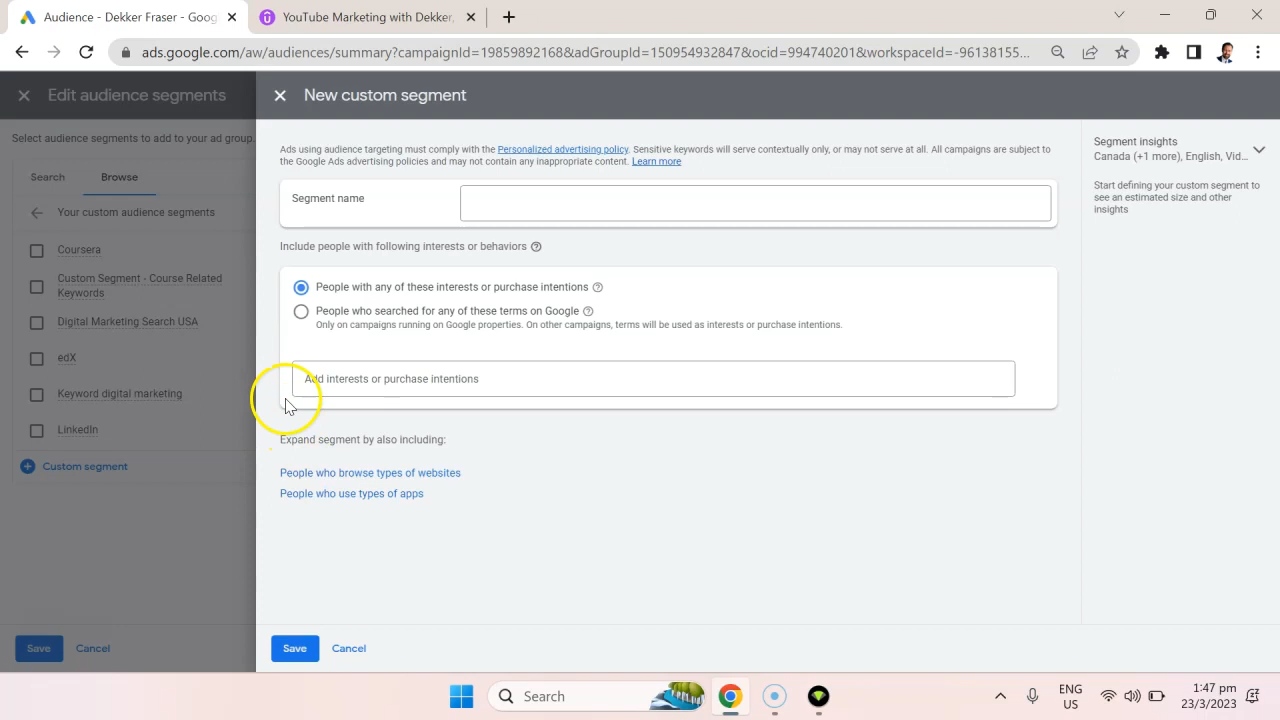 Audience - Dekker Fraser - Goog
YouTube Marketing with Dekker
ads.google.com/aw/audiences/summary?campaignId=19859892168&adGroupId=150954932847&ocid=994740201&workspaceId=-96138155...
Edit audience segments
New custom segment
Select audience segments to add to your ad group.
Search
Browse
Your custom audience segments
Coursera
Custom Segment - Course Related
Keywords
Digital Marketing Search USA
edX
Keyword digital marketing
LinkedIn
Custom segment
Save
Cancel
Ads using audience targeting must comply with the Personalized advertising policy. Sensitive keywords will serve contextually only, or may not serve at all. All campaigns are subject to
the Google Ads advertising policies and may not contain any inappropriate content. Learn more
Segment name
Include people with following interests or behaviors
People with any of these interests or purchase intentions
People who searched for any of these terms on Google
Only on campaigns running on Google properties. On other campaigns, terms will be used as interests or purchase intentions.
Add interests or purchase intentions
Expand segment by also including:
People who browse types of websites
People who use types of apps
Save
Cancel
Segment insights
Canada (+1 more), English, Vid...
Start defining your custom segment to
see an estimated size and other
insights
Search
ENG
US
1:47 pm
23/3/2023